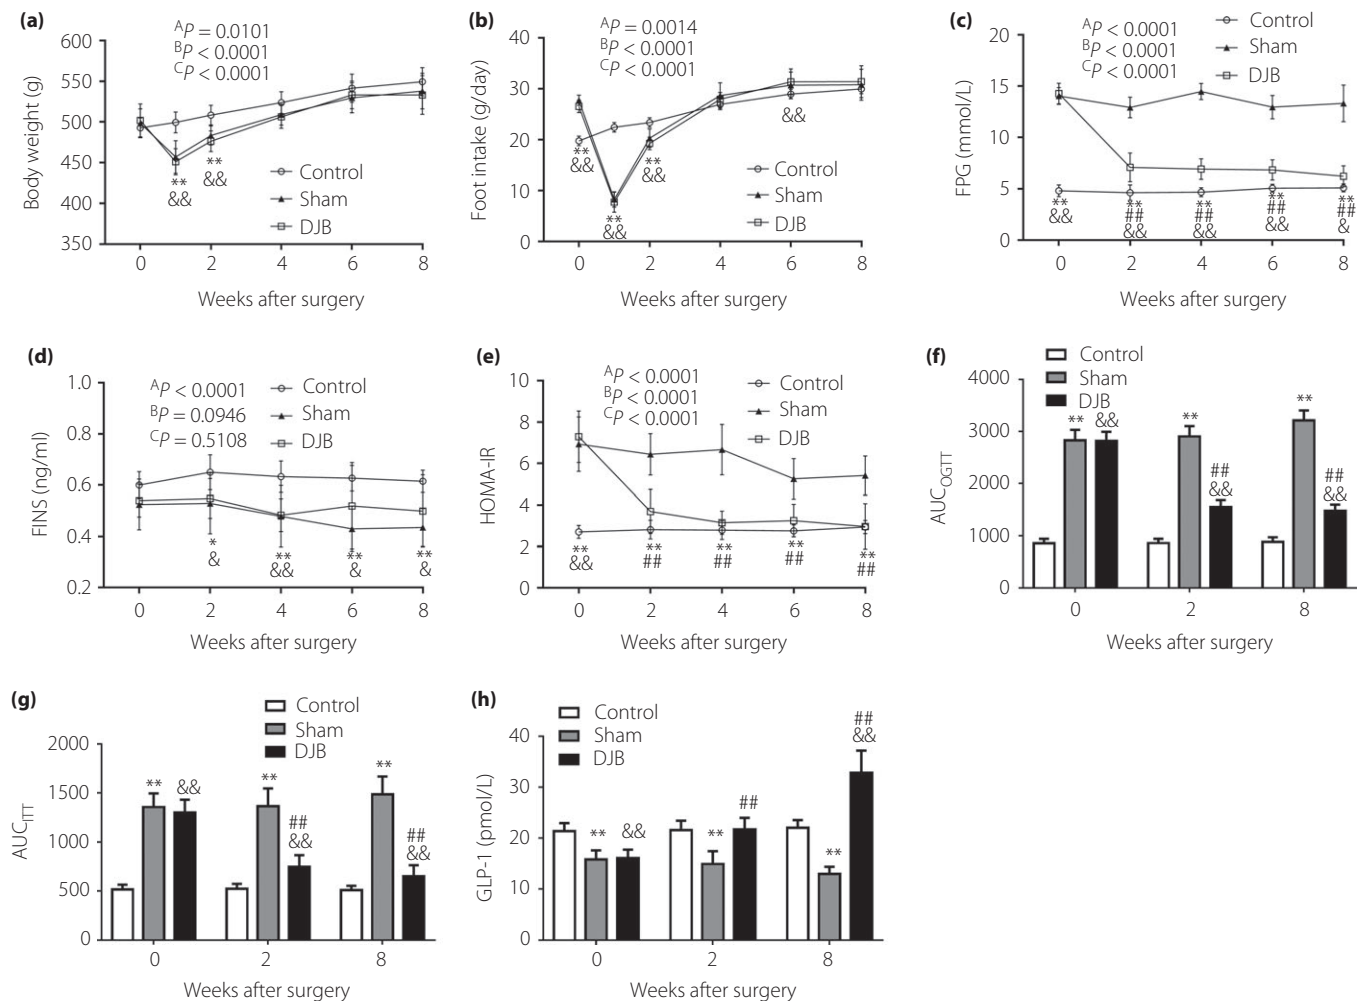 (a)
AP = 0.0101
BP < 0.0001
CP < 0.0001
Body weight (g)
600
550
500
450
400
350
**
&&
**
&&
Control
Sham
DJB
0 2 4 6 8
Weeks after surgery
(b)
AP = 0.0014
BP < 0.0001
CP < 0.0001
Foot intake (g/day)
40
30
20
10
0
**
&&
**
&&
**
&&
&&
Control
Sham
DJB
0 2 4 6 8
Weeks after surgery
(c)
AP < 0.0001
BP < 0.0001
CP < 0.0001
Control
Sham
DJB
FPG (mmol/L)
20
15
10
5
0
**
&&
**
##
&&
**
##
&&
**
##
&&
**
##
&
0 2 4 6 8
Weeks after surgery
(d)
AP < 0.0001
BP = 0.0946
CP = 0.5108
Control
Sham
DJB
FINS (ng/ml)
1.0
0.8
0.6
0.4
0.2
*
&
**
&&
**
&
**
&
0 2 4 6 8
Weeks after surgery
(e)
AP < 0.0001
BP < 0.0001
CP < 0.0001
Control
Sham
DJB
HOMA-IR
10
8
6
4
2
0
**
&&
**
##
**
##
**
##
**
##
0 2 4 6 8
Weeks after surgery
(f)
Control
Sham
DJB
AUCOGTT
4000
3000
2000
1000
0
** &&
**
##
&&
**
##
&&
0 2 8
Weeks after surgery
(g)
Control
Sham
DJB
AUCITT
2000
1500
1000
500
0
** &&
**
##
&&
**
##
&&
0 2 8
Weeks after surgery
(h)
Control
Sham
DJB
GLP-1 (pmol/L)
40
30
20
10
0
** &&
**
##
**
##
&&
0 2 8
Weeks after surgery